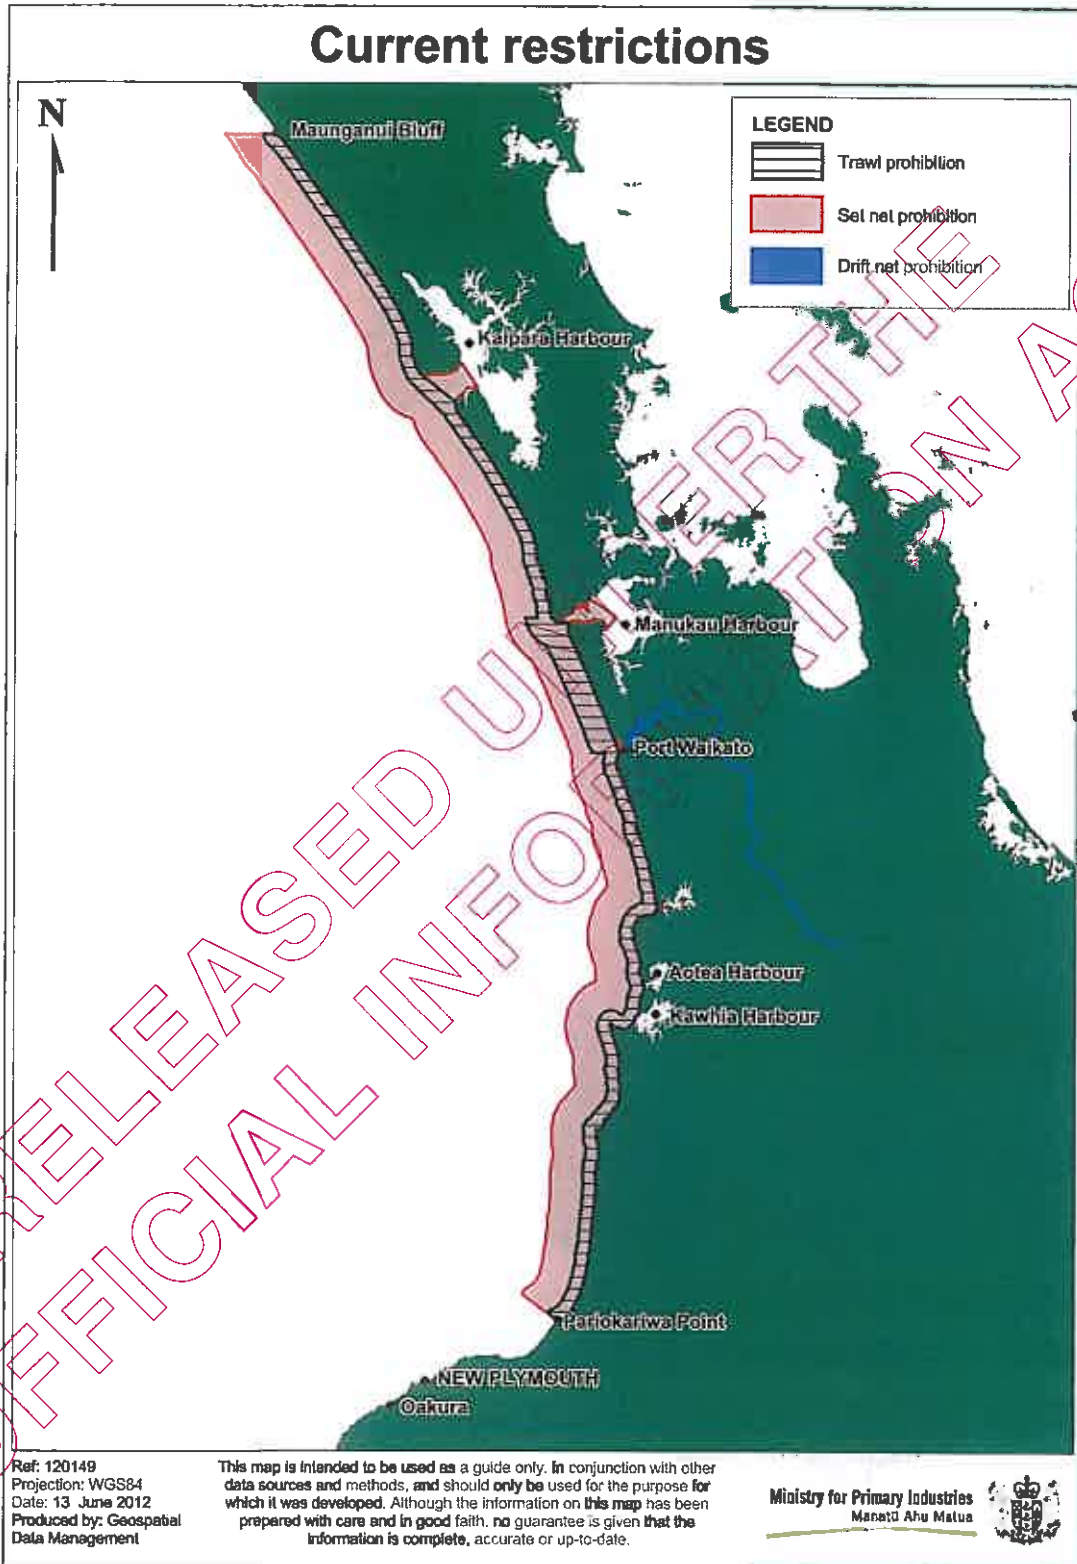 Current restrictions
N
Maunganui Bluff
LEGEND
Trawl prohibition
Set net prohibition
Drift net prohibition
Kaipara Harbour
Manukau Harbour
Port Waikato
Aotea Harbour
Kawhia Harbour
Pariokariwa Point
NEW PLYMOUTH
Oakura
RELEASED UNDER THE
OFFICIAL INFORMATION AC
Ref: 120149
Projection: WGS84
Date: 13 June 2012
Produced by: Geospatial
Data Management
This map is intended to be used as a guide only. In conjunction with other
data sources and methods, and should only be used for the purpose for
which it was developed. Although the information on this map has been
prepared with care and in good faith. no guarantee is given that the
information is complete, accurate or up-to-date.
Ministry for Primary Industries
Manatū Ahu Matua